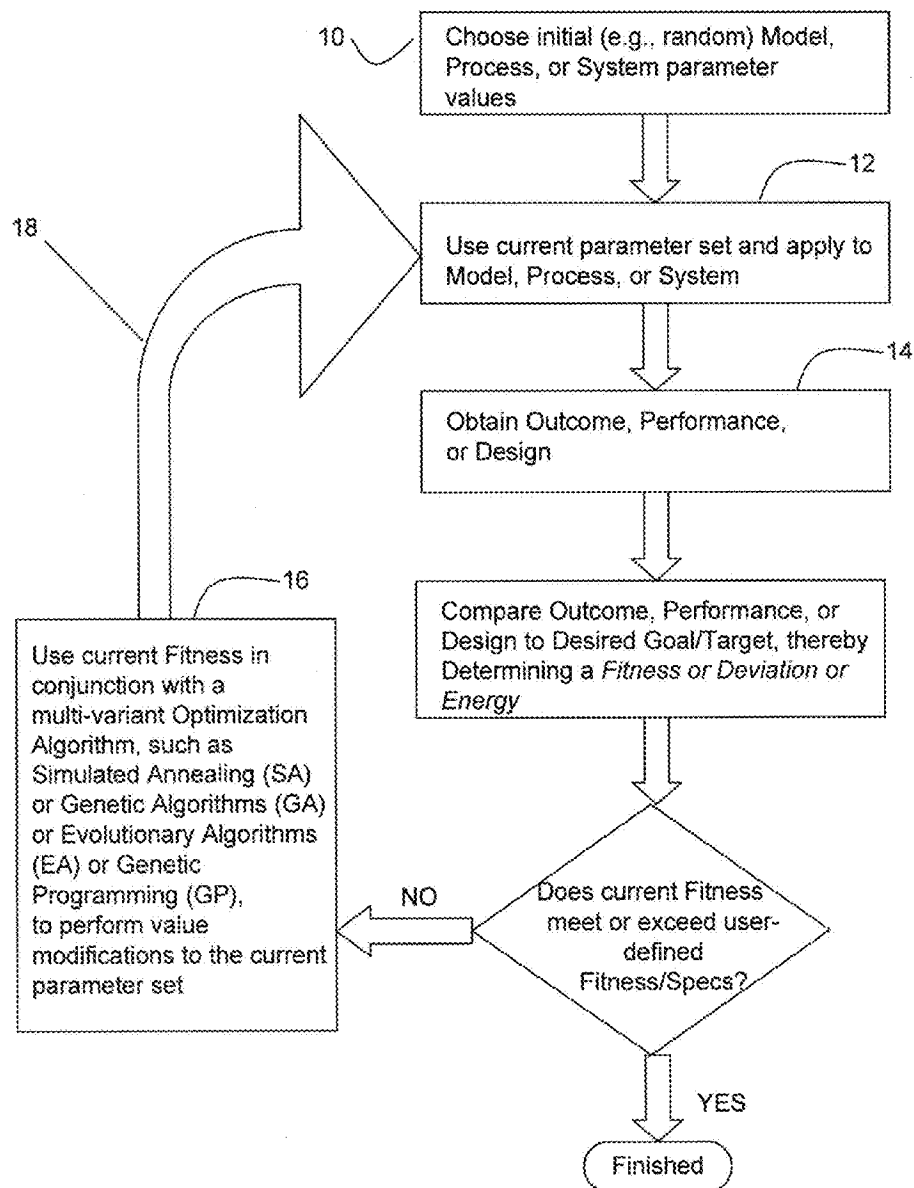 10
Choose initial (e.g., random) Model,
Process, or System parameter
values
12
Use current parameter set and apply to
Model, Process, or System
18
14
Obtain Outcome, Performance,
or Design
Compare Outcome, Performance, or
Design to Desired Goal/Target, thereby
Determining a Fitness or Deviation or
Energy
16
Use current Fitness in
conjunction with a
multi-variant Optimization
Algorithm, such as
Simulated Annealing (SA)
or Genetic Algorithms (GA)
or Evolutionary Algorithms
(EA) or Genetic
Programming (GP),
to perform value
modifications to the current
parameter set
NO
Does current Fitness
meet or exceed user-
defined
Fitness/Specs?
YES
Finished